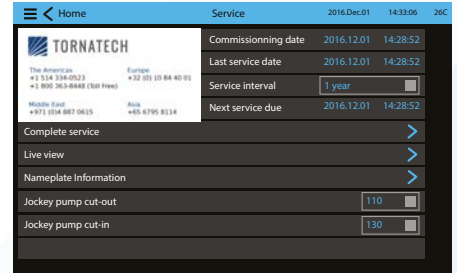 Home Service 2016.Dec.01 14:33:06 26C
TORNATECH
The Americas
+1 514 334-0523
+1 800 363-8448 (Toll Free)
Europe
+32 (0) 10 84 40 01
Middle East
+971 (0)4 887 0615
Asia
+65 6795 8114
Commissionning date 2016.12.01 14:28:52
Last service date 2016.12.01 14:28:52
Service interval 1 year
Next service due 2016.12.01 14:28:52
Complete service
Live view
Nameplate Information
Jockey pump cut-out 110
Jockey pump cut-in 130